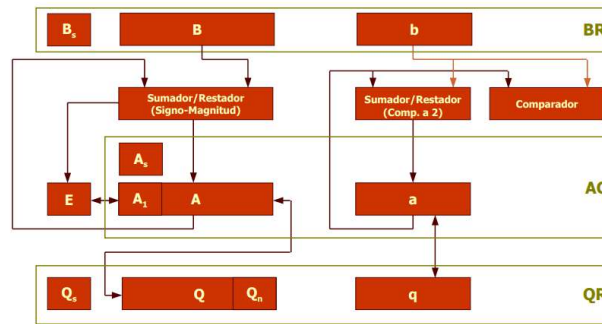 Bs B b BR
Sumador/Restador
(Signo-Magnitud)
Sumador/Restador
(Comp. a 2)
Comparador
As
E A1 A a AC
Qs Q Qn q QR